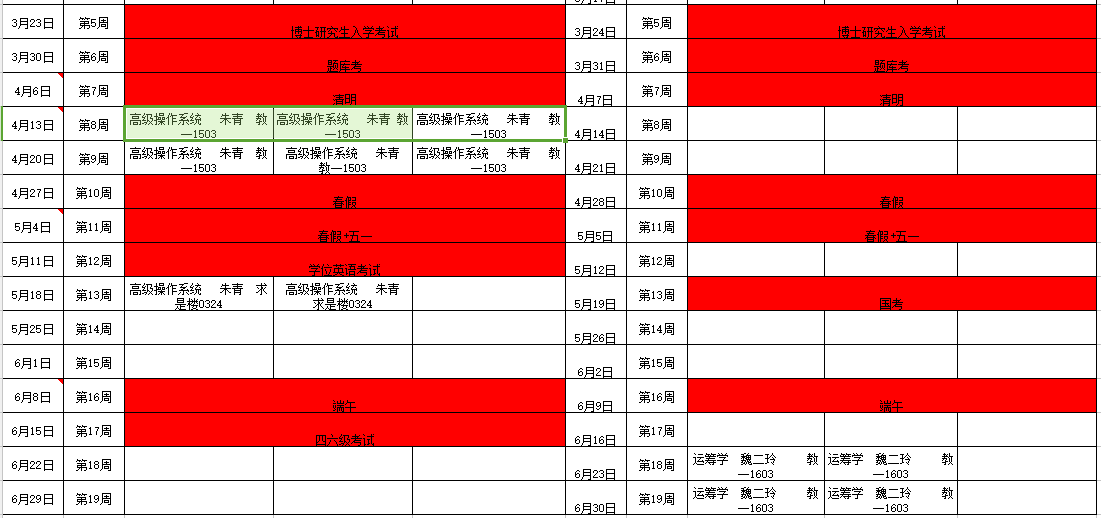 3月23日 第5周 博士研究生入学考试 3月24日 第5周 博士研究生入学考试
3月30日 第6周 题库考 3月31日 第6周 题库考
4月6日 第7周 清明 4月7日 第7周 清明
4月13日 第8周 高级操作系统 朱青 教 高级操作系统 朱青 教 高级操作系统 朱青 教 4月14日 第8周
—1503 —1503 —1503
4月20日 第9周 高级操作系统 朱青 教 高级操作系统 朱青 高级操作系统 朱青 教 4月21日 第9周
—1503 教—1503 —1503
4月27日 第10周 春假 4月28日 第10周 春假
5月4日 第11周 春假+五一 5月5日 第11周 春假+五一
5月11日 第12周 学位英语考试 5月12日 第12周
5月18日 第13周 高级操作系统 朱青 求 高级操作系统 朱青 5月19日 第13周 国考
是楼0324 求是楼0324
5月25日 第14周 5月26日 第14周
6月1日 第15周 6月2日 第15周
6月8日 第16周 端午 6月9日 第16周 端午
6月15日 第17周 四六级考试 6月16日 第17周
6月22日 第18周 6月23日 第18周 运筹学 魏二玲 教 运筹学 魏二玲 教
—1603 —1603
6月29日 第19周 6月30日 第19周 运筹学 魏二玲 教 运筹学 魏二玲 教
—1603 —1603